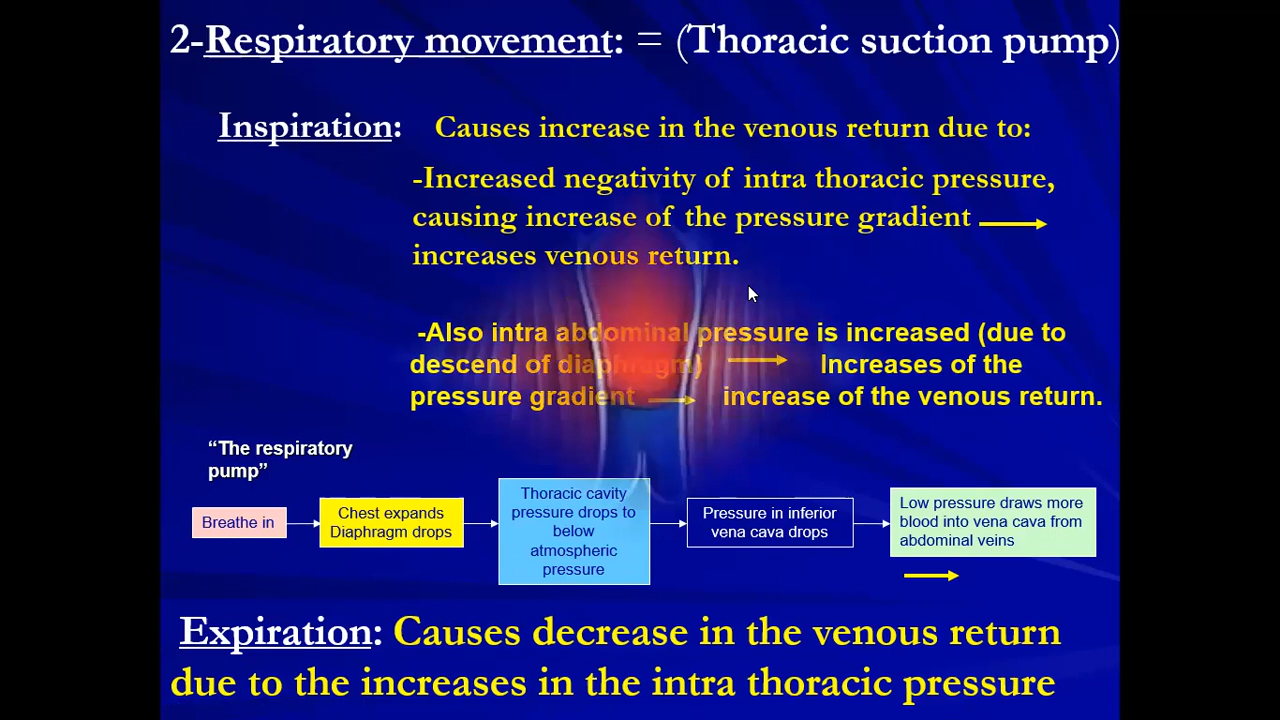 2-Respiratory movement: = (Thoracic suction pump)
Inspiration: Causes increase in the venous return due to:
-Increased negativity of intra thoracic pressure,
causing increase of the pressure gradient
increases venous return.
-Also intra abdominal pressure is increased (due to
descend of diaphragm) Increases of the
pressure gradient increase of the venous return.
“The respiratory
pump”
Breathe in
Chest expands
Diaphragm drops
Thoracic cavity
pressure drops to
below
atmospheric
pressure
Pressure in inferior
vena cava drops
Low pressure draws more
blood into vena cava from
abdominal veins
Expiration: Causes decrease in the venous return
due to the increases in the intra thoracic pressure